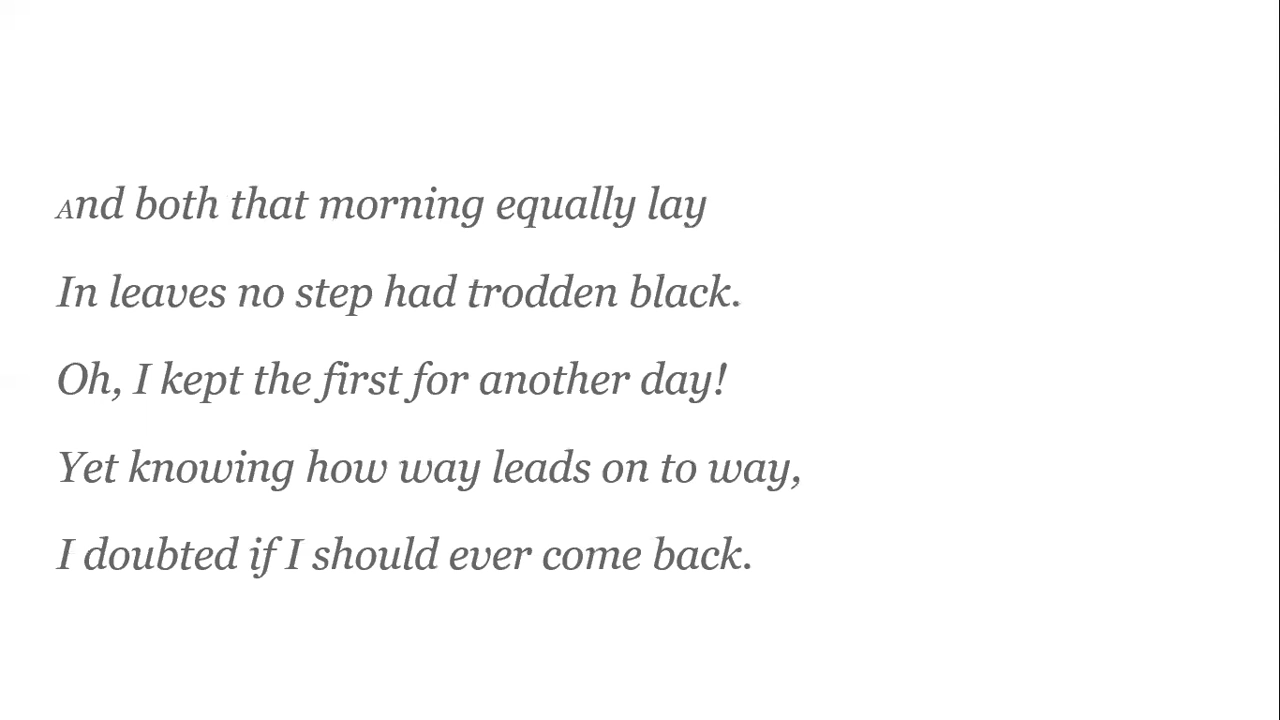 And both that morning equally lay
In leaves no step had trodden black.
Oh, I kept the first for another day!
Yet knowing how way leads on to way,
I doubted if I should ever come back.